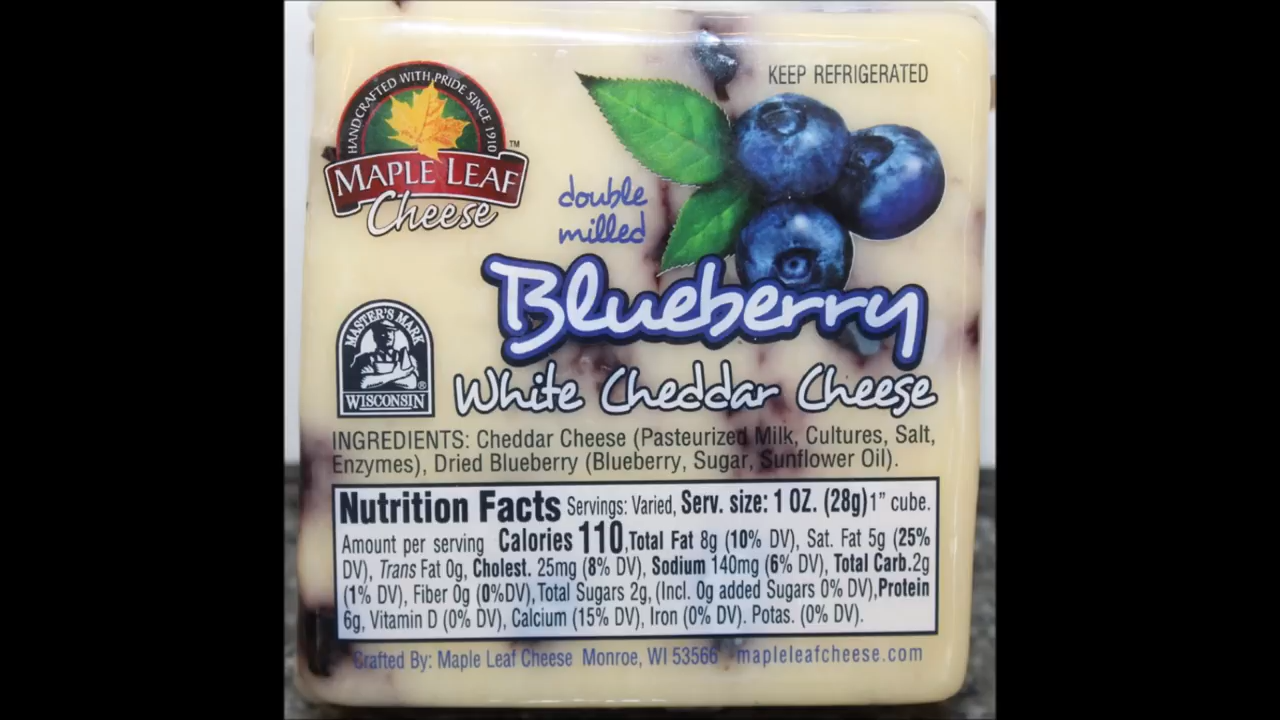 KEEP REFRIGERATED
HANDCRAFTED WITH PRIDE SINCE 1910
MAPLE LEAF ™
Cheese
double
milled
Blueberry
MASTER'S MARK
WISCONSIN ®
White Cheddar Cheese
INGREDIENTS: Cheddar Cheese (Pasteurized Milk, Cultures, Salt,
Enzymes), Dried Blueberry (Blueberry, Sugar, Sunflower Oil).
Nutrition Facts Servings: Varied, Serv. size: 1 OZ. (28g)1” cube.
Amount per serving Calories 110,Total Fat 8g (10% DV), Sat. Fat 5g (25%
DV), Trans Fat 0g, Cholest. 25mg (8% DV), Sodium 140mg (6% DV), Total Carb.2g
(1% DV), Fiber 0g (0%DV),Total Sugars 2g, (Incl. 0g added Sugars 0% DV),Protein
6g, Vitamin D (0% DV), Calcium (15% DV), Iron (0% DV). Potas. (0% DV).
Crafted By: Maple Leaf Cheese Monroe, WI 53566 mapleleafcheese.com